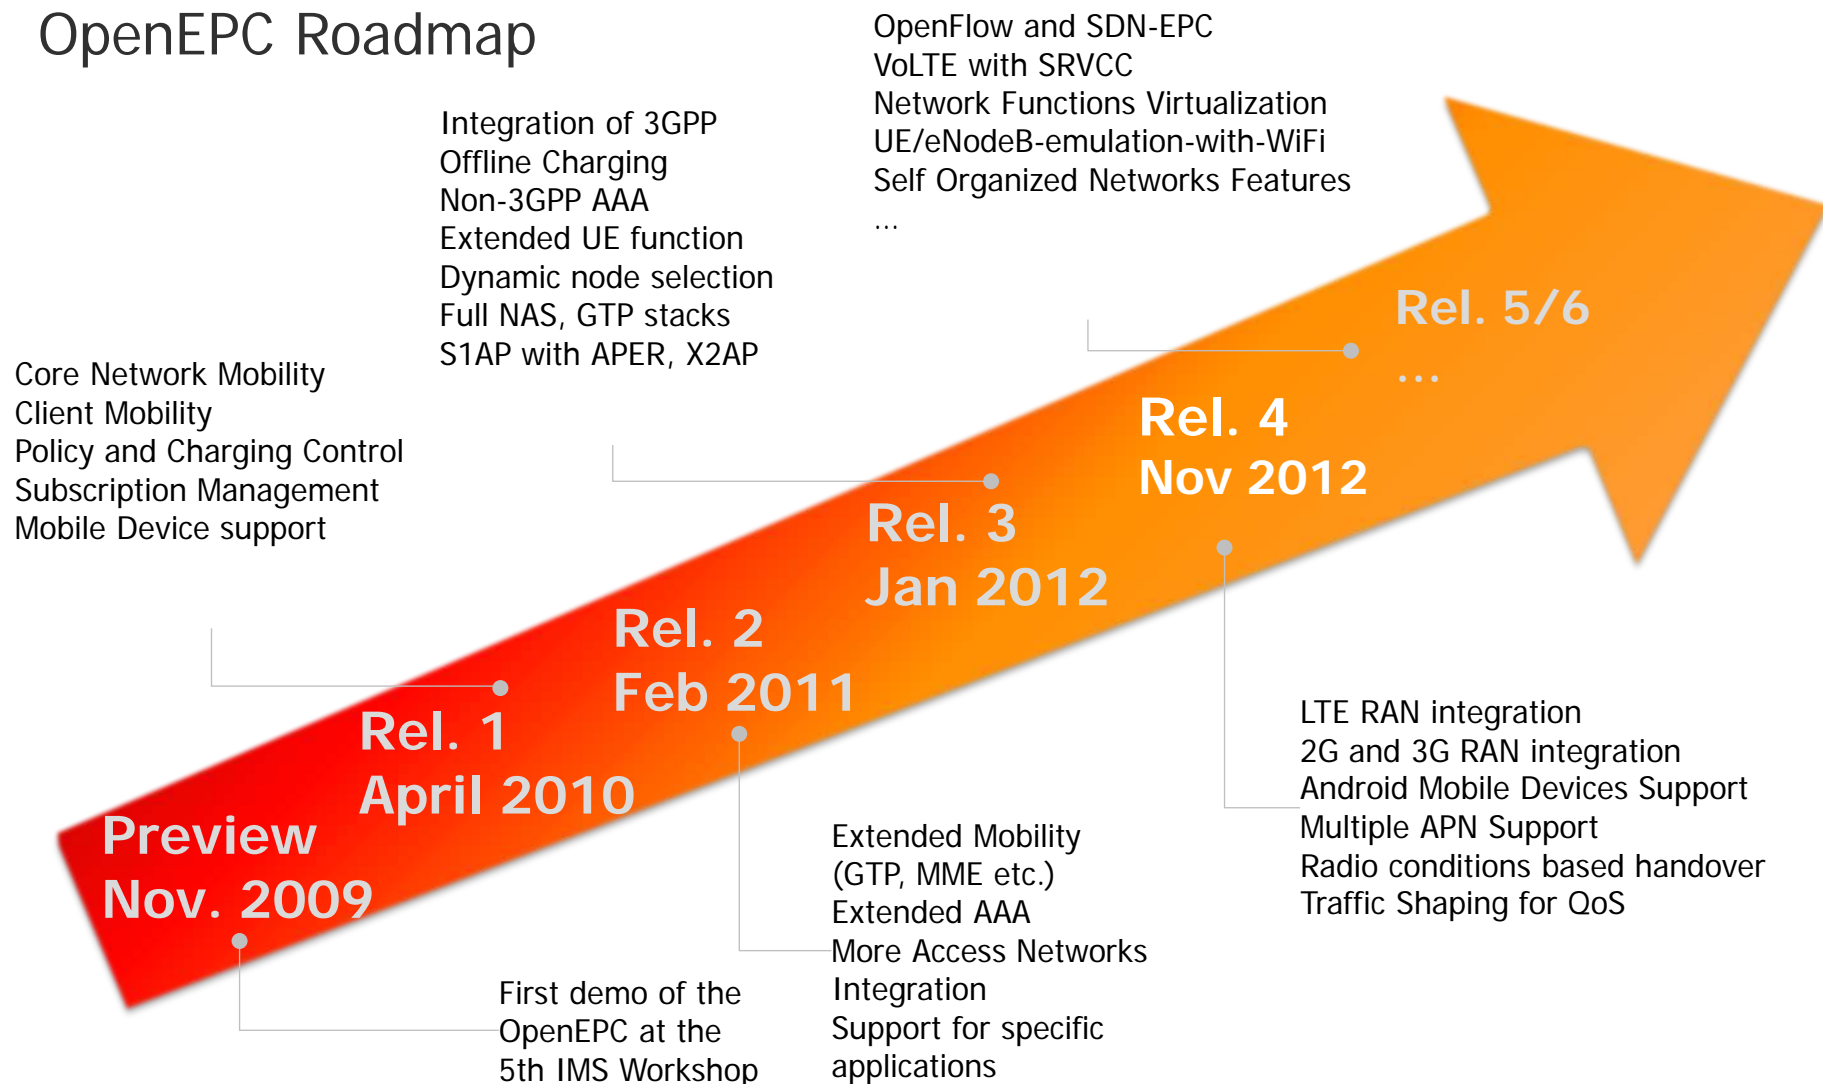 OpenEPC Roadmap
OpenFlow and SDN-EPC
VoLTE with SRVCC
Network Functions Virtualization
UE/eNodeB-emulation-with-WiFi
Self Organized Networks Features
...
Integration of 3GPP
Offline Charging
Non-3GPP AAA
Extended UE function
Dynamic node selection
Full NAS, GTP stacks
S1AP with APER, X2AP
Core Network Mobility
Client Mobility
Policy and Charging Control
Subscription Management
Mobile Device support
Rel. 5/6
...
Rel. 4
Nov 2012
Rel. 3
Jan 2012
Rel. 2
Feb 2011
Rel. 1
April 2010
Preview
Nov. 2009
LTE RAN integration
2G and 3G RAN integration
Android Mobile Devices Support
Multiple APN Support
Radio conditions based handover
Traffic Shaping for QoS
Extended Mobility
(GTP, MME etc.)
Extended AAA
More Access Networks
Integration
Support for specific
applications
First demo of the
OpenEPC at the
5th IMS Workshop